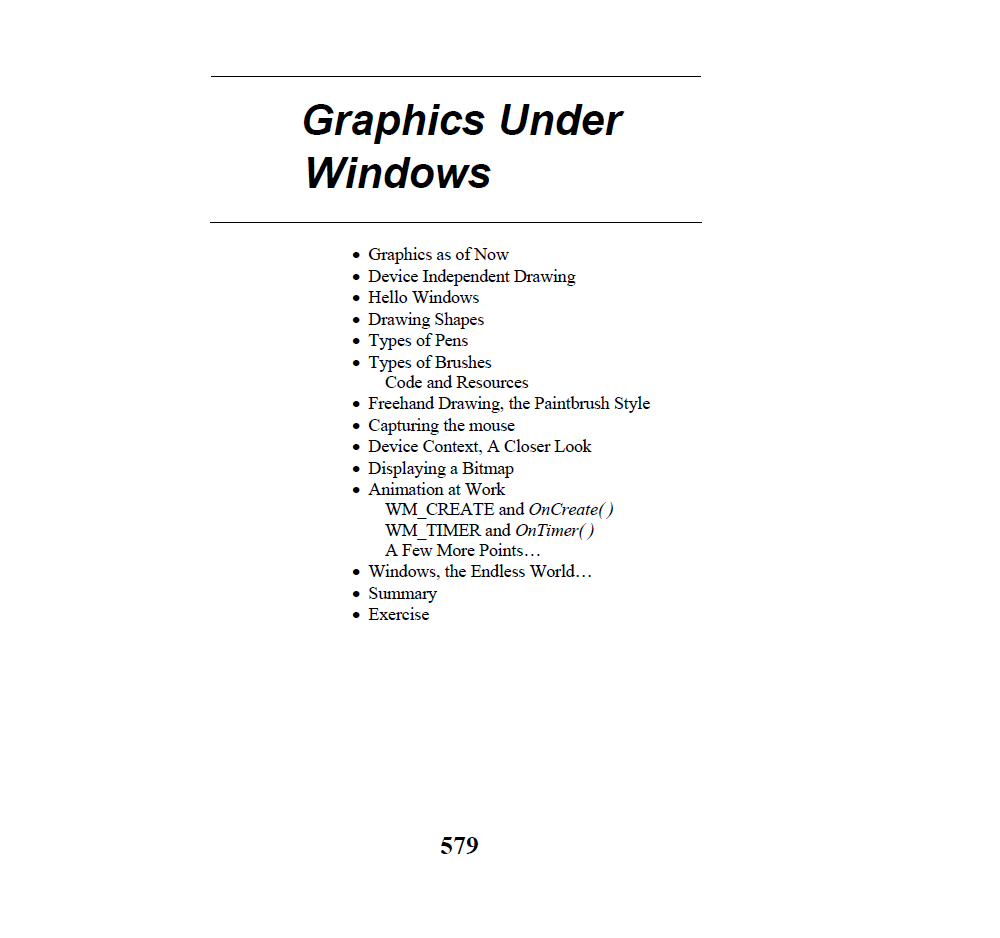 Graphics Under
Windows
• Graphics as of Now
• Device Independent Drawing
• Hello Windows
• Drawing Shapes
• Types of Pens
• Types of Brushes
Code and Resources
• Freehand Drawing, the Paintbrush Style
• Capturing the mouse
• Device Context, A Closer Look
• Displaying a Bitmap
• Animation at Work
WM_CREATE and OnCreate( )
WM_TIMER and OnTimer( )
A Few More Points…
• Windows, the Endless World…
• Summary
• Exercise
579